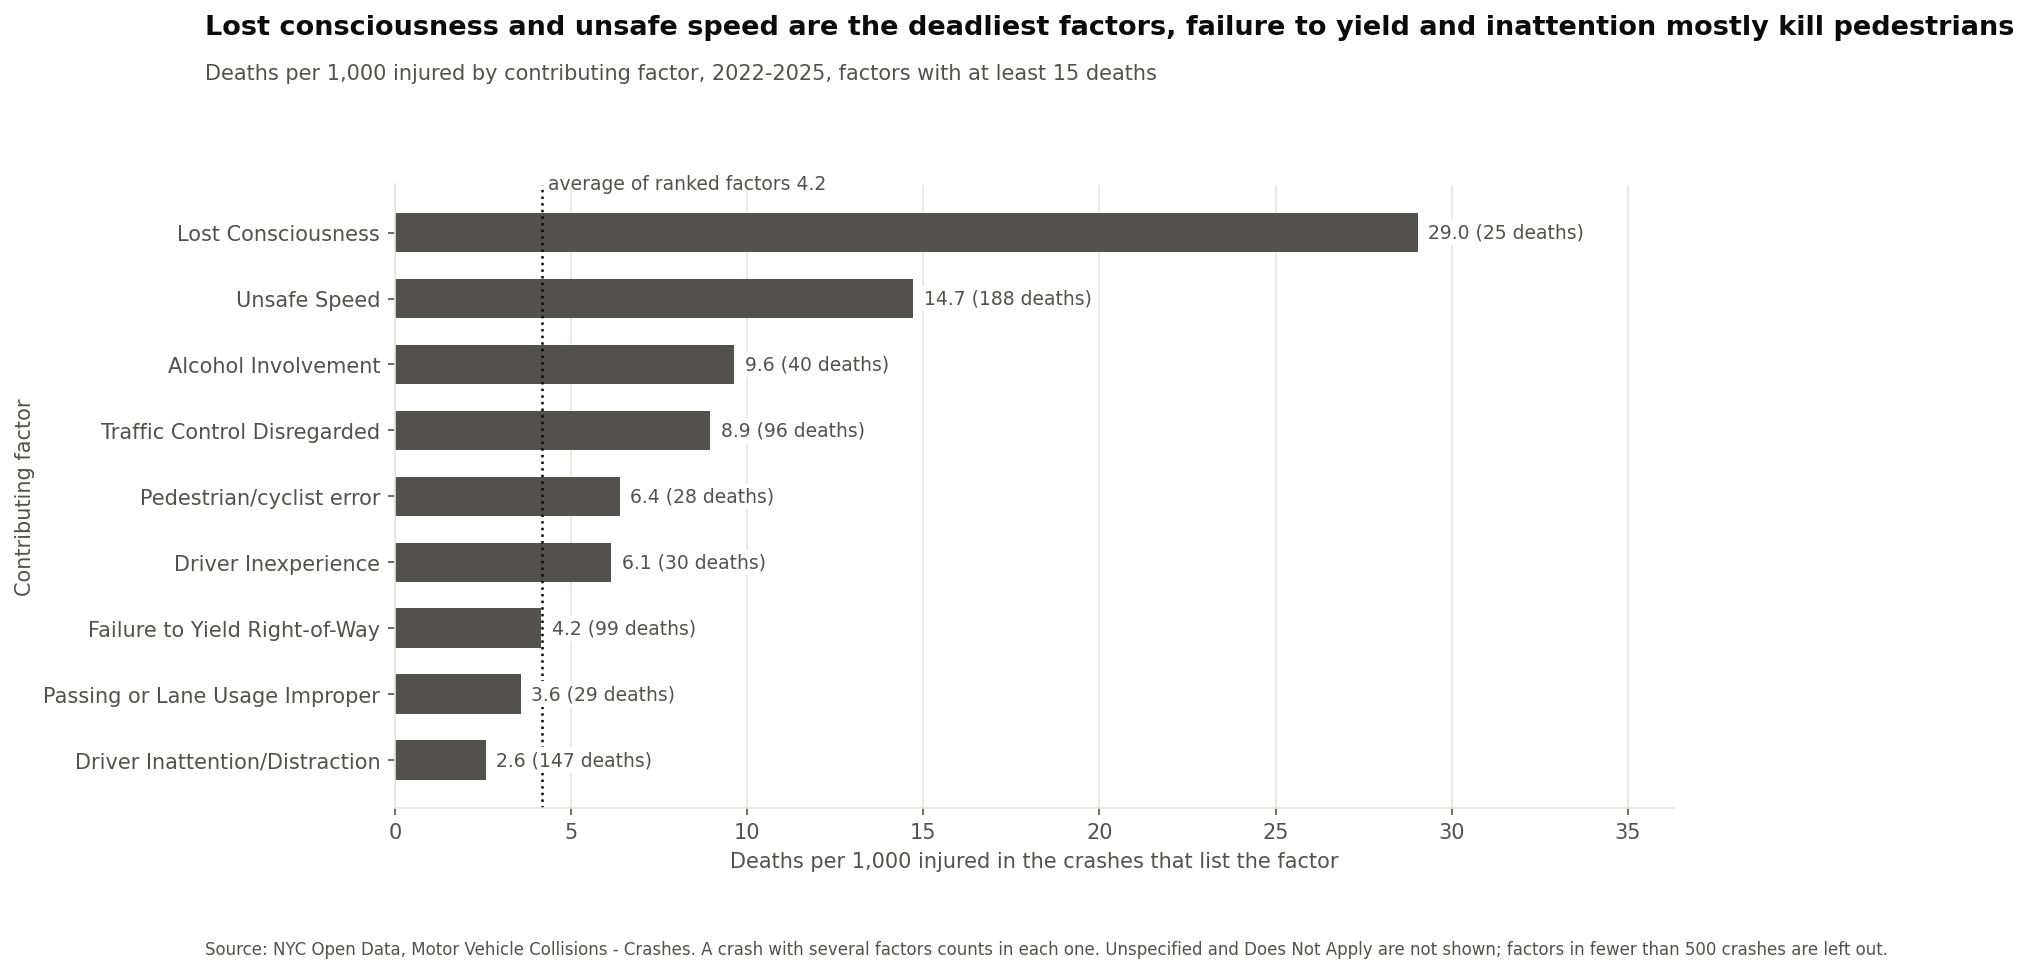 Lost consciousness and unsafe speed are the deadliest factors, failure to yield and inattention mostly kill pedestrians
Deaths per 1,000 injured by contributing factor, 2022-2025, factors with at least 15 deaths
average of ranked factors 4.2
Lost Consciousness 29.0 (25 deaths)
Unsafe Speed 14.7 (188 deaths)
Alcohol Involvement 9.6 (40 deaths)
Traffic Control Disregarded 8.9 (96 deaths)
Pedestrian/cyclist error 6.4 (28 deaths)
Driver Inexperience 6.1 (30 deaths)
Failure to Yield Right-of-Way 4.2 (99 deaths)
Passing or Lane Usage Improper 3.6 (29 deaths)
Driver Inattention/Distraction 2.6 (147 deaths)
Contributing factor
0 5 10 15 20 25 30 35
Deaths per 1,000 injured in the crashes that list the factor
Source: NYC Open Data, Motor Vehicle Collisions - Crashes. A crash with several factors counts in each one. Unspecified and Does Not Apply are not shown; factors in fewer than 500 crashes are left out.